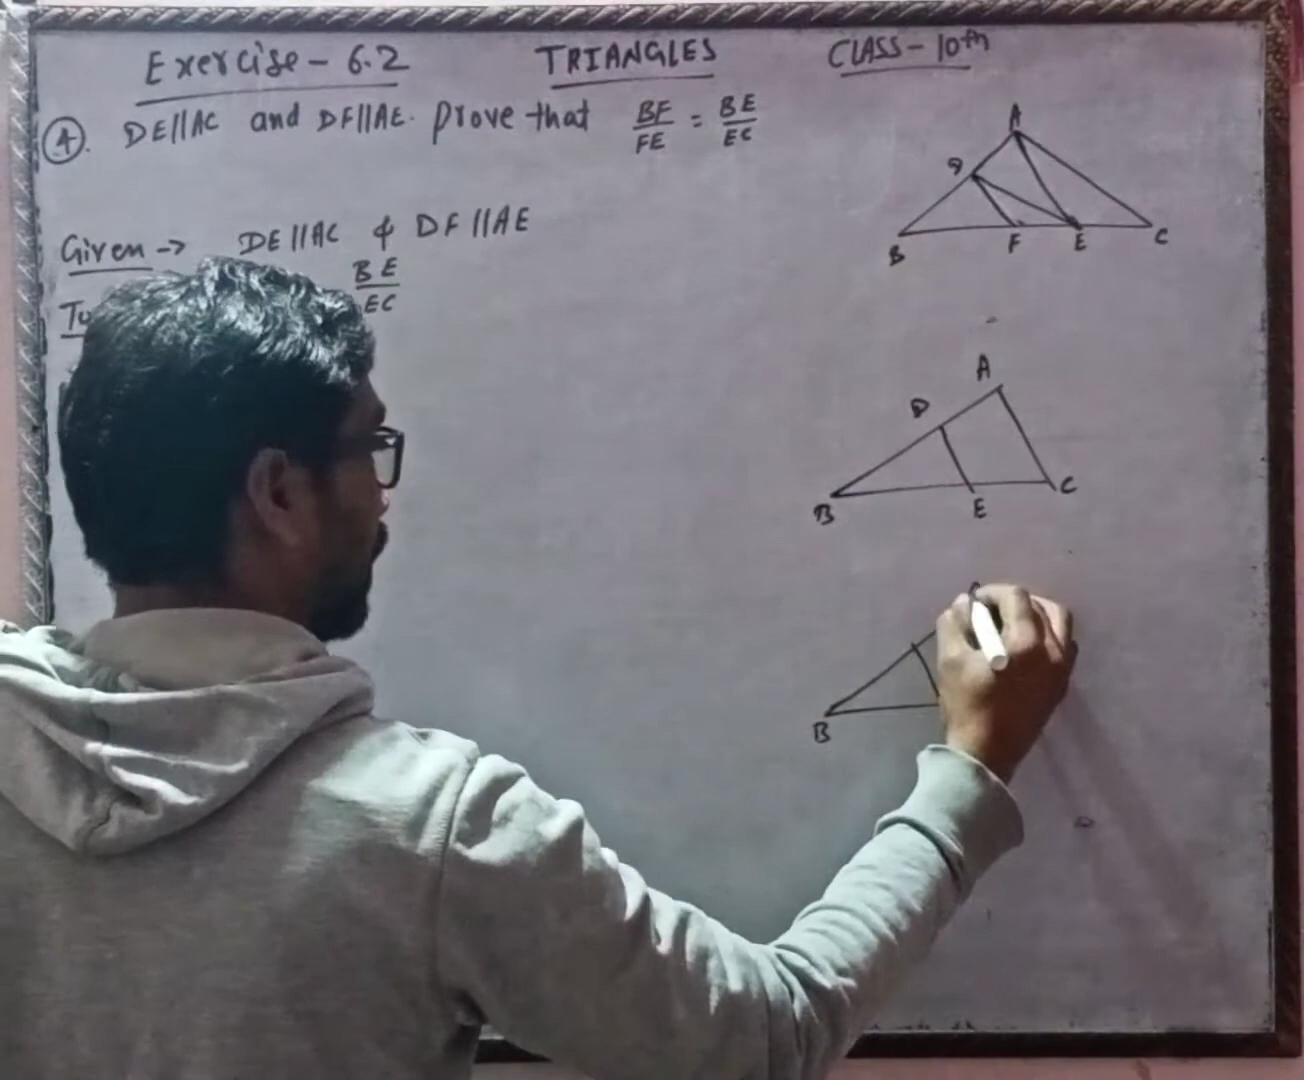 Exercise - 6.2 TRIANGLES CLASS - 10th
4. DE||AC and DF||AE. prove that BF/FE = BE/EC
Given -> DE||AC & DF||AE
BE/EC
A
D
B F E C
A
D
B E C
B